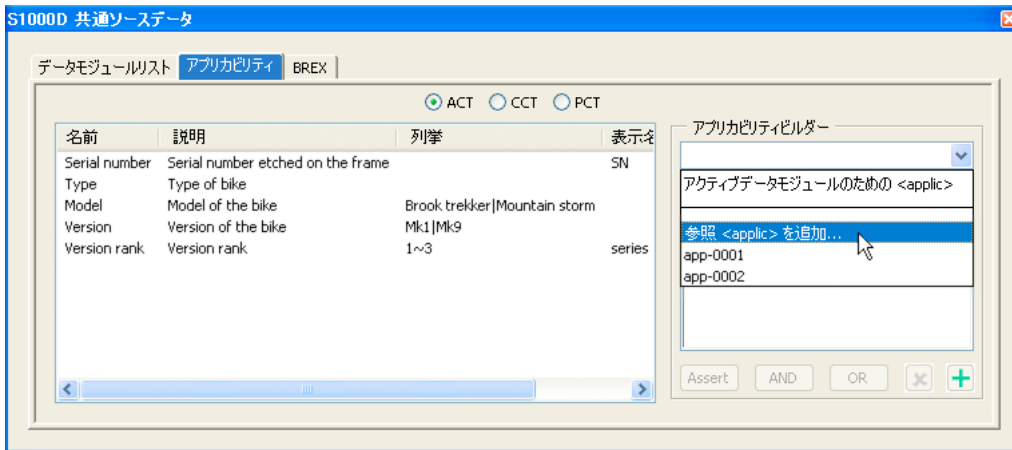 S1000D 共通ソースデータ
データモジュールリスト アプリカビリティ BREX
ACT CCT PCT
名前 説明 列挙 表示名
Serial number Serial number etched on the frame SN
Type Type of bike
Model Model of the bike Brook trekker|Mountain storm
Version Version of the bike Mk1|Mk9
Version rank Version rank 1~3 series
アプリカビリティビルダー
アクティブデータモジュールのための <applic>
参照 <applic> を追加...
app-0001
app-0002
Assert AND OR